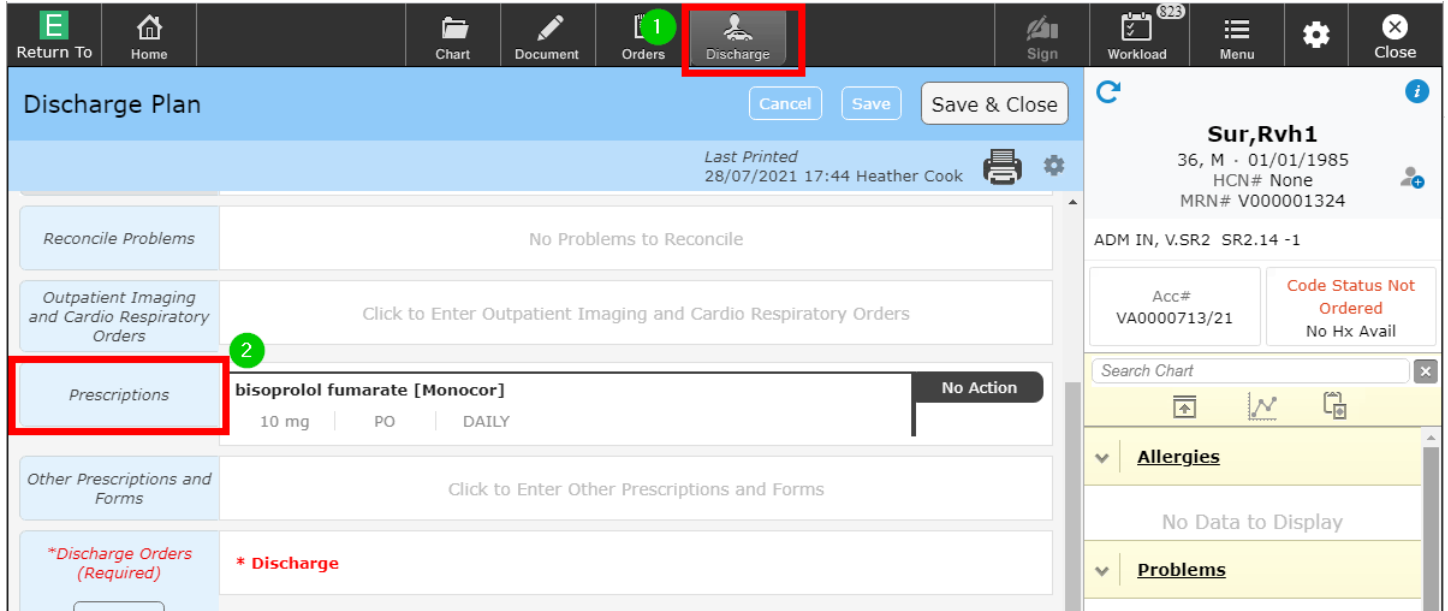 E
Return To
Home
Chart
Document
1
Orders
Discharge
Sign
823
Workload
Menu
Close
Discharge Plan
Cancel
Save
Save & Close
Last Printed
28/07/2021 17:44 Heather Cook
Reconcile Problems
No Problems to Reconcile
Outpatient Imaging
and Cardio Respiratory
Orders
Click to Enter Outpatient Imaging and Cardio Respiratory Orders
2
Prescriptions
bisoprolol fumarate [Monocor]
No Action
10 mg PO DAILY
Other Prescriptions and
Forms
Click to Enter Other Prescriptions and Forms
*Discharge Orders
(Required)
* Discharge
i
Sur,Rvh1
36, M · 01/01/1985
HCN# None
MRN# V000001324
ADM IN, V.SR2 SR2.14 -1
Acc#
VA0000713/21
Code Status Not
Ordered
No Hx Avail
Search Chart
Allergies
No Data to Display
Problems